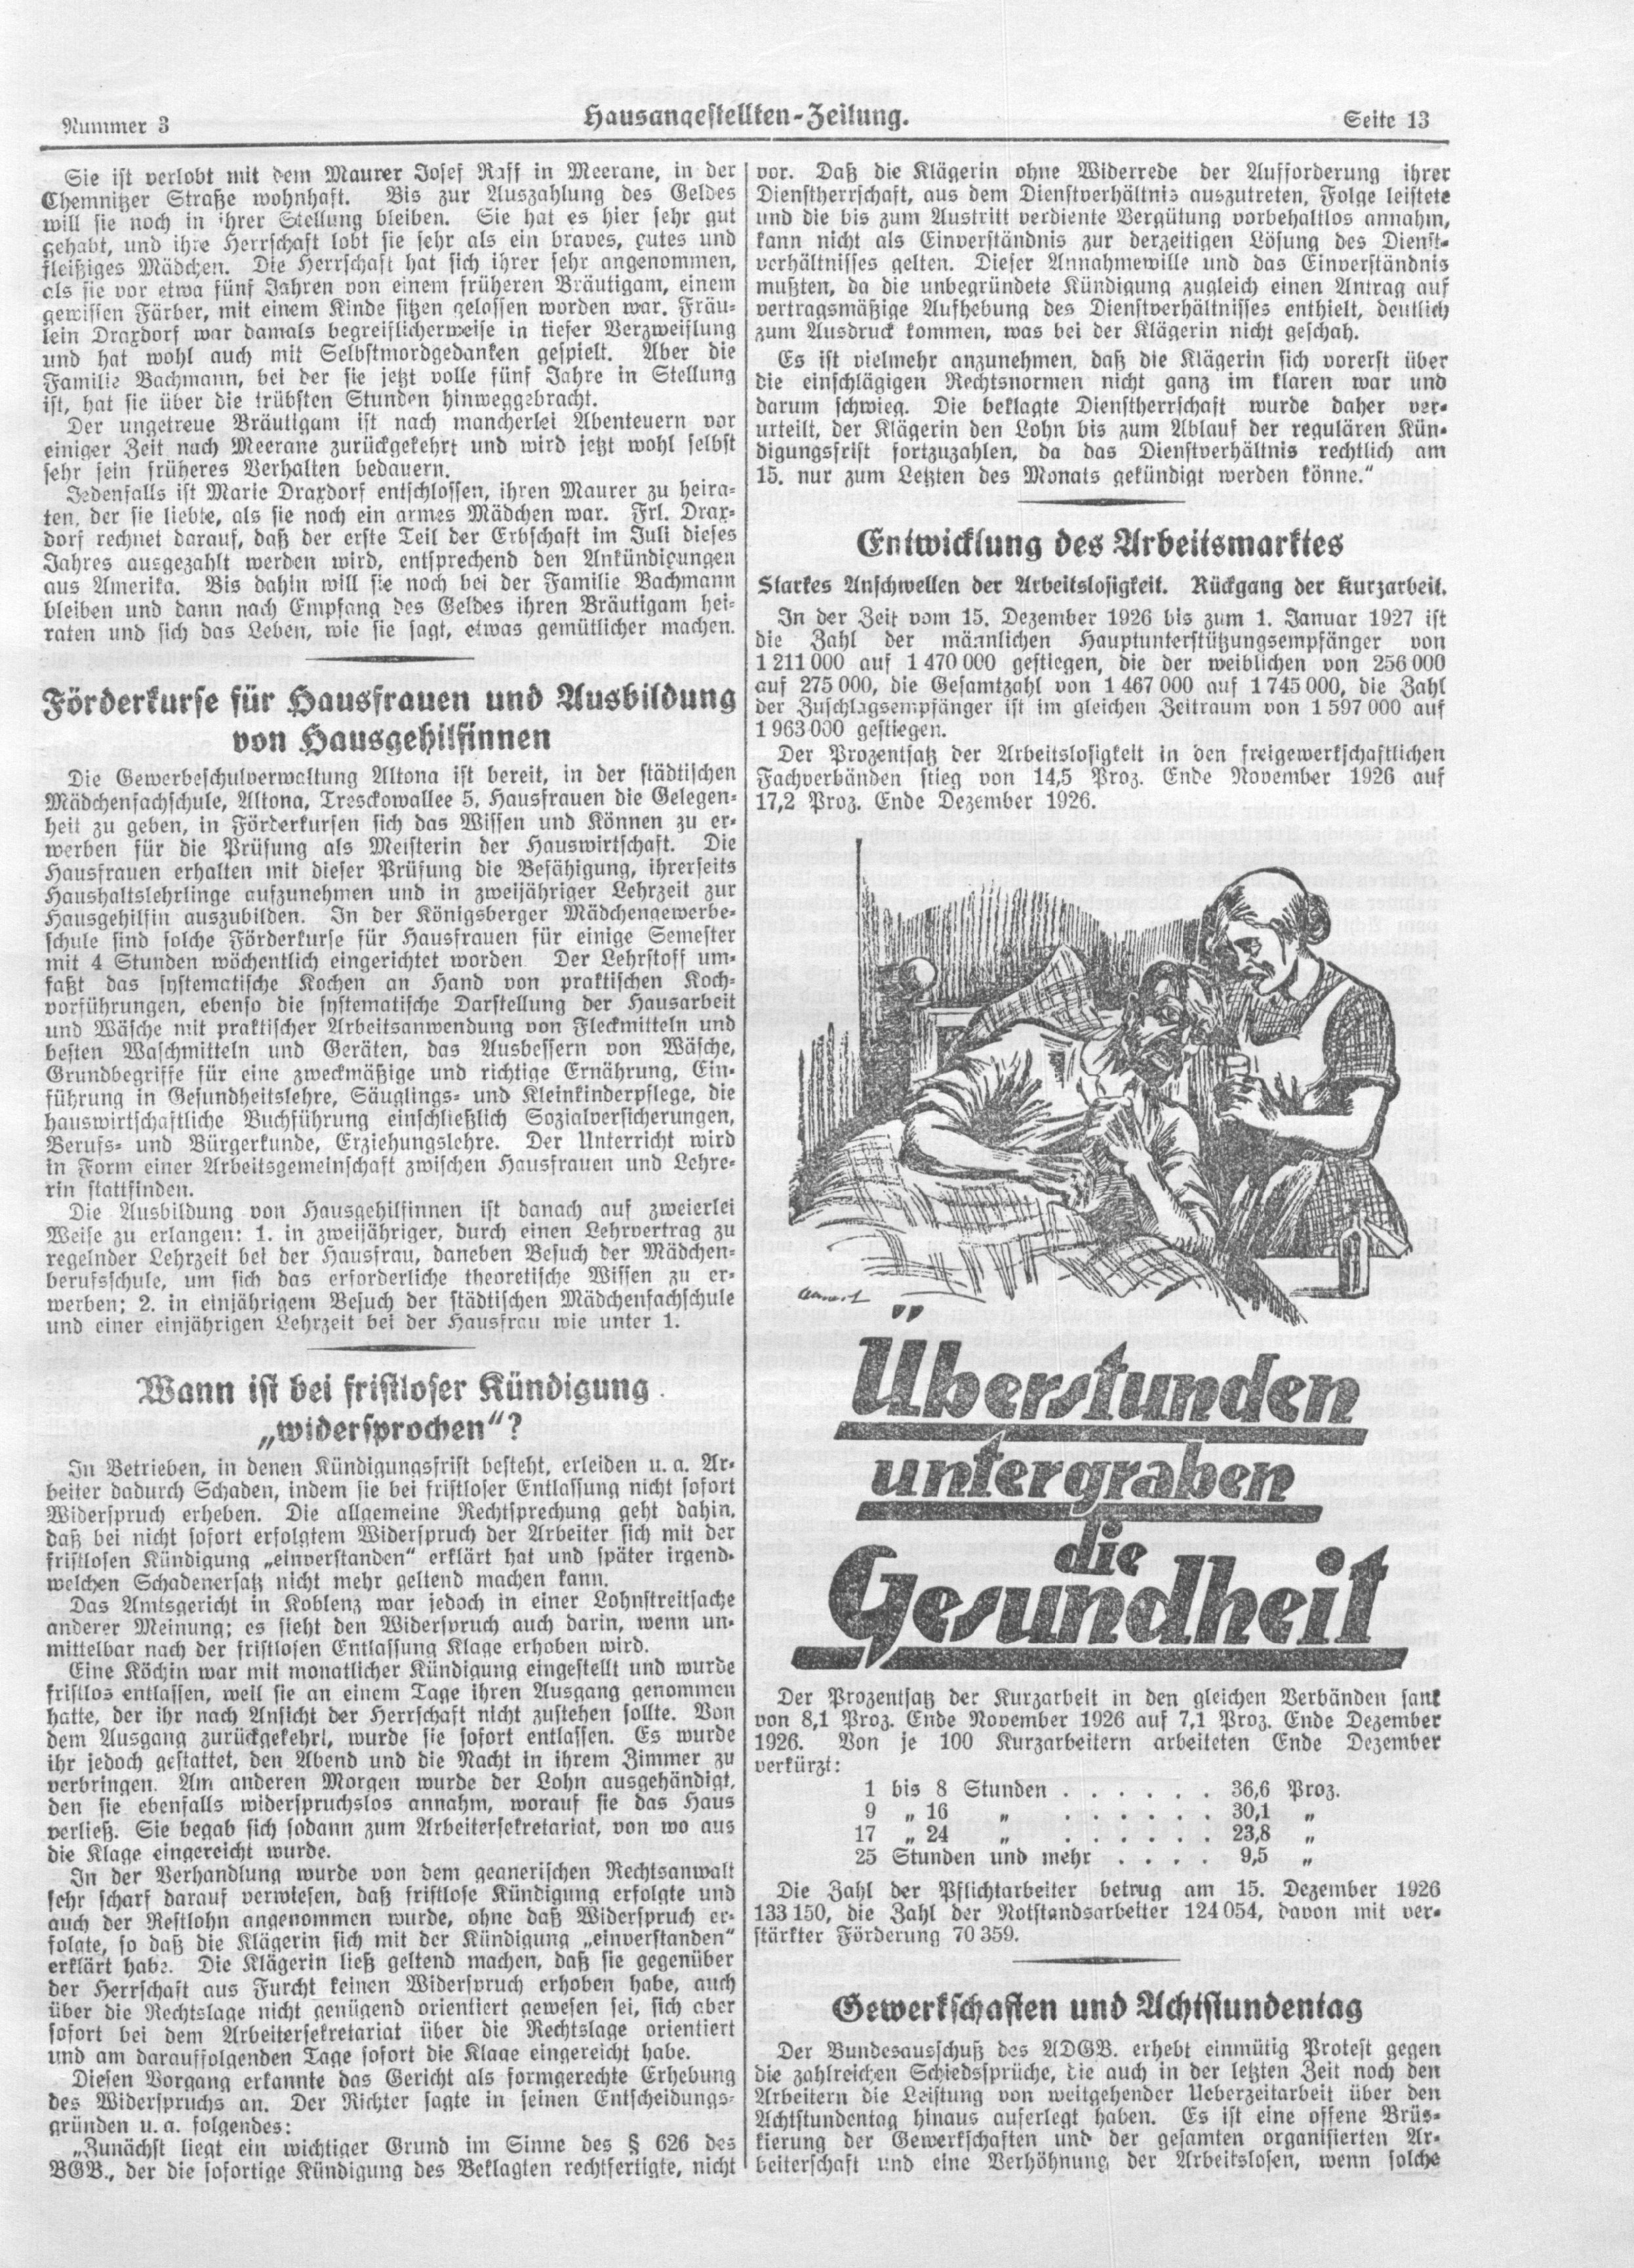 Nummer 3
Hausangestellten-Zeitung.
Seite 13
Sie ist verlobt mit dem Maurer Josef Raff in Meerane, in der
Chemnitzer Straße wohnhaft. Bis zur Auszahlung des Geldes
will sie noch in ihrer Stellung bleiben. Sie hat es hier sehr gut
gehabt, und ihre Herrschaft lobt sie sehr als ein braves, gutes und
fleißiges Mädchen. Die Herrschaft hat sich ihrer sehr angenommen,
als sie vor etwa fünf Jahren von einem früheren Bräutigam, einem
gewissen Färber, mit einem Kinde sitzen gelassen worden war. Fräu-
lein Draxdorf war damals begreiflicherweise in tiefer Verzweiflung
und hat wohl auch mit Selbstmordgedanken gespielt. Aber die
Familie Bachmann, bei der sie jetzt volle fünf Jahre in Stellung
ist, hat sie über die trübsten Stunden hinweggebracht.
Der ungetreue Bräutigam ist nach mancherlei Abenteuern vor
einiger Zeit nach Meerane zurückgekehrt und wird jetzt wohl selbst
sehr sein früheres Verhalten bedauern.
Jedenfalls ist Marie Draxdorf entschlossen, ihren Maurer zu heira-
ten, der sie liebte, als sie noch ein armes Mädchen war. Frl. Drax-
dorf rechnet darauf, daß der erste Teil der Erbschaft im Juli dieses
Jahres ausgezahlt werden wird, entsprechend den Ankündigungen
aus Amerika. Bis dahin will sie noch bei der Familie Bachmann
bleiben und dann nach Empfang des Geldes ihren Bräutigam hei-
raten und sich das Leben, wie sie sagt, etwas gemütlicher machen.
Förderkurse für Hausfrauen und Ausbildung
von Hausgehilfinnen
Die Gewerbeschulverwaltung Altona ist bereit, in der städtischen
Mädchenfachschule, Altona, Tresckowallee 5, Hausfrauen die Gelegen-
heit zu geben, in Förderkursen sich das Wissen und Können zu er-
werben für die Prüfung als Meisterin der Hauswirtschaft. Die
Hausfrauen erhalten mit dieser Prüfung die Befähigung, ihrerseits
Haushaltslehrlinge aufzunehmen und in zweijähriger Lehrzeit zur
Hausgehilfin auszubilden. In der Königsberger Mädchengewerbe-
schule sind solche Förderkurse für Hausfrauen für einige Semester
mit 4 Stunden wöchentlich eingerichtet worden. Der Lehrstoff um-
faßt das systematische Kochen an Hand von praktischen Koch-
vorführungen, ebenso die systematische Darstellung der Hausarbeit
und Wäsche mit praktischer Arbeitsanwendung von Fleckmitteln und
besten Waschmitteln und Geräten, das Ausbessern von Wäsche,
Grundbegriffe für eine zweckmäßige und richtige Ernährung, Ein-
führung in Gesundheitslehre, Säuglings- und Kleinkinderpflege, die
hauswirtschaftliche Buchführung einschließlich Sozialversicherungen,
Berufs- und Bürgerkunde, Erziehungslehre. Der Unterricht wird
in Form einer Arbeitsgemeinschaft zwischen Hausfrauen und Lehre-
rin stattfinden.
Die Ausbildung von Hausgehilfinnen ist danach auf zweierlei
Weise zu erlangen: 1. in zweijähriger, durch einen Lehrvertrag zu
regelnder Lehrzeit bei der Hausfrau, daneben Besuch der Mädchen-
berufsschule, um sich das erforderliche theoretische Wissen zu er-
werben; 2. in einjährigem Besuch der städtischen Mädchenfachschule
und einer einjährigen Lehrzeit bei der Hausfrau wie unter 1.
Wann ist bei fristloser Kündigung
„widersprochen“?
In Betrieben, in denen Kündigungsfrist besteht, erleiden u. a. Ar-
beiter dadurch Schaden, indem sie bei fristloser Entlassung nicht sofort
Widerspruch erheben. Die allgemeine Rechtsprechung geht dahin,
daß bei nicht sofort erfolgtem Widerspruch der Arbeiter sich mit der
fristlosen Kündigung „einverstanden“ erklärt hat und später irgend-
welchen Schadenersatz nicht mehr geltend machen kann.
Das Amtsgericht in Koblenz war jedoch in einer Lohnstreitsache
anderer Meinung; es sieht den Widerspruch auch darin, wenn un-
mittelbar nach der fristlosen Entlassung Klage erhoben wird.
Eine Köchin war mit monatlicher Kündigung eingestellt und wurde
fristlos entlassen, weil sie an einem Tage ihren Ausgang genommen
hatte, der ihr nach Ansicht der Herrschaft nicht zustehen sollte. Von
dem Ausgang zurückgekehrt, wurde sie sofort entlassen. Es wurde
ihr jedoch gestattet, den Abend und die Nacht in ihrem Zimmer zu
verbringen. Am anderen Morgen wurde der Lohn ausgehändigt,
den sie ebenfalls widerspruchslos annahm, worauf sie das Haus
verließ. Sie begab sich sodann zum Arbeitersekretariat, von wo aus
die Klage eingereicht wurde.
In der Verhandlung wurde von dem gegnerischen Rechtsanwalt
sehr scharf darauf verwiesen, daß fristlose Kündigung erfolgte und
auch der Restlohn angenommen wurde, ohne daß Widerspruch er-
folgte, so daß die Klägerin sich mit der Kündigung „einverstanden“
erklärt habe. Die Klägerin ließ geltend machen, daß sie gegenüber
der Herrschaft aus Furcht keinen Widerspruch erhoben habe, auch
über die Rechtslage nicht genügend orientiert gewesen sei, sich aber
sofort bei dem Arbeitersekretariat über die Rechtslage orientiert
und am darauffolgenden Tage sofort die Klage eingereicht habe.
Diesen Vorgang erkannte das Gericht als formgerechte Erhebung
des Widerspruchs an. Der Richter sagte in seinen Entscheidungs-
gründen u. a. folgendes:
„Zunächst liegt ein wichtiger Grund im Sinne des § 626 des
BGB., der die sofortige Kündigung des Beklagten rechtfertigte, nicht
vor. Daß die Klägerin ohne Widerrede der Aufforderung ihrer
Dienstherrschaft, aus dem Dienstverhältnis auszutreten, Folge leistete
und die bis zum Austritt verdiente Vergütung vorbehaltlos annahm,
kann nicht als Einverständnis zur derzeitigen Lösung des Dienst-
verhältnisses gelten. Dieser Annahmewille und das Einverständnis
mußten, da die unbegründete Kündigung zugleich einen Antrag auf
vertragsmäßige Aufhebung des Dienstverhältnisses enthielt, deutlich
zum Ausdruck kommen, was bei der Klägerin nicht geschah.
Es ist vielmehr anzunehmen, daß die Klägerin sich vorerst über
die einschlägigen Rechtsnormen nicht ganz im klaren war und
darum schwieg. Die beklagte Dienstherrschaft wurde daher ver-
urteilt, der Klägerin den Lohn bis zum Ablauf der regulären Kün-
digungsfrist fortzuzahlen, da das Dienstverhältnis rechtlich am
15. nur zum Letzten des Monats gekündigt werden könne.“
Entwicklung des Arbeitsmarktes
Starkes Anschwellen der Arbeitslosigkeit. Rückgang der Kurzarbeit.
In der Zeit vom 15. Dezember 1926 bis zum 1. Januar 1927 ist
die Zahl der männlichen Hauptunterstützungsempfänger von
1 211 000 auf 1 470 000 gestiegen, die der weiblichen von 256 000
auf 275 000, die Gesamtzahl von 1 467 000 auf 1 745 000, die Zahl
der Zuschlagsempfänger ist im gleichen Zeitraum von 1 597 000 auf
1 963 000 gestiegen.
Der Prozentsatz der Arbeitslosigkeit in den freigewerkschaftlichen
Fachverbänden stieg von 14,5 Proz. Ende November 1926 auf
17,2 Proz. Ende Dezember 1926.
Überstunden
untergraben
die
Gesundheit
Der Prozentsatz der Kurzarbeit in den gleichen Verbänden sank
von 8,1 Proz. Ende November 1926 auf 7,1 Proz. Ende Dezember
1926. Von je 100 Kurzarbeitern arbeiteten Ende Dezember
verkürzt:
1 bis 8 Stunden . . . . . . 36,6 Proz.
9 „ 16 „ . . . . . . 30,1 „
17 „ 24 „ . . . . . . 23,8 „
25 Stunden und mehr . . . . 9,5 „
Die Zahl der Pflichtarbeiter betrug am 15. Dezember 1926
133 150, die Zahl der Notstandsarbeiter 124 054, davon mit ver-
stärkter Förderung 70 359.
Gewerkschaften und Achtstundentag
Der Bundesausschuß des ADGB. erhebt einmütig Protest gegen
die zahlreichen Schiedssprüche, die auch in der letzten Zeit noch den
Arbeitern die Leistung von weitgehender Ueberzeitarbeit über den
Achtstundentag hinaus auferlegt haben. Es ist eine offene Brüs-
kierung der Gewerkschaften und der gesamten organisierten Ar-
beiterschaft und eine Verhöhnung der Arbeitslosen, wenn solche